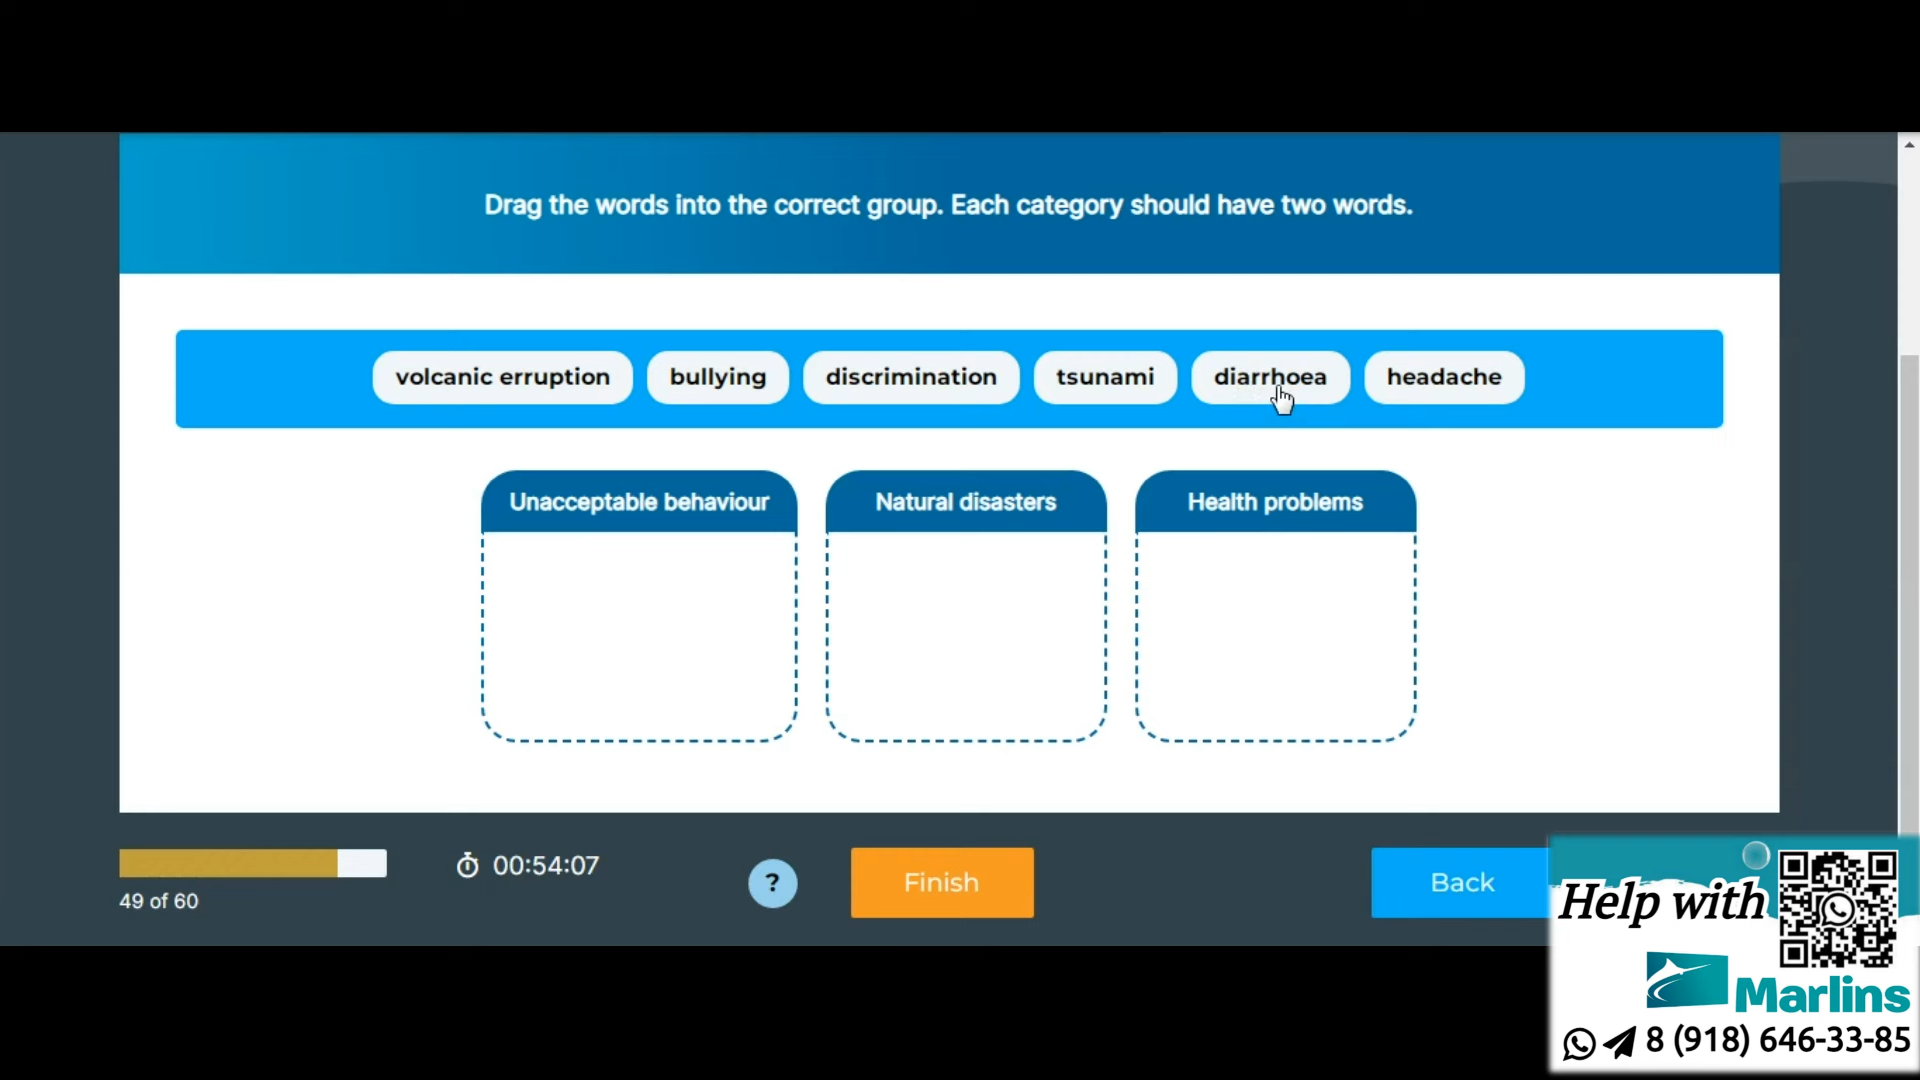 Drag the words into the correct group. Each category should have two words.
volcanic erruption bullying discrimination tsunami diarrhoea headache
Unacceptable behaviour Natural disasters Health problems
00:54:07
49 of 60
?
Finish
Back
Help with
Marlins
8 (918) 646-33-85